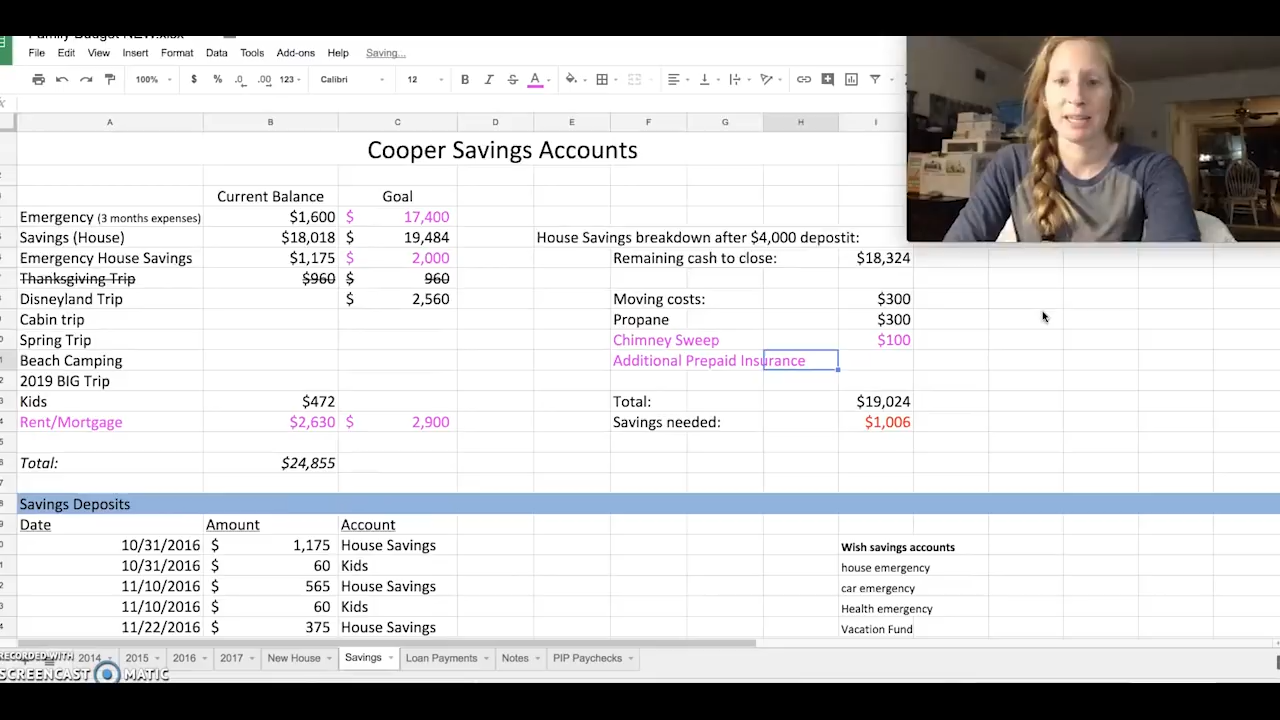 Family Budget NEW.xlsx
File Edit View Insert Format Data Tools Add-ons Help Saving...
100% $ % .0 .00 123 Calibri 12 B I S A
A B C D E F G H I
Cooper Savings Accounts
Current Balance Goal
Emergency (3 months expenses) $1,600 $ 17,400
Savings (House) $18,018 $ 19,484 House Savings breakdown after $4,000 depostit:
Emergency House Savings $1,175 $ 2,000 Remaining cash to close: $18,324
Thanksgiving Trip $960 $ 960
Disneyland Trip $ 2,560 Moving costs: $300
Cabin trip Propane $300
Spring Trip Chimney Sweep $100
Beach Camping Additional Prepaid Insurance
2019 BIG Trip
Kids $472 Total: $19,024
Rent/Mortgage $2,630 $ 2,900 Savings needed: $1,006
Total: $24,855
Savings Deposits
Date Amount Account
10/31/2016 $ 1,175 House Savings Wish savings accounts
10/31/2016 $ 60 Kids house emergency
11/10/2016 $ 565 House Savings car emergency
11/10/2016 $ 60 Kids Health emergency
11/22/2016 $ 375 House Savings Vacation Fund
2014 2015 2016 2017 New House Savings Loan Payments Notes PIP Paychecks
RECORDED WITH
SCREENCAST MATIC